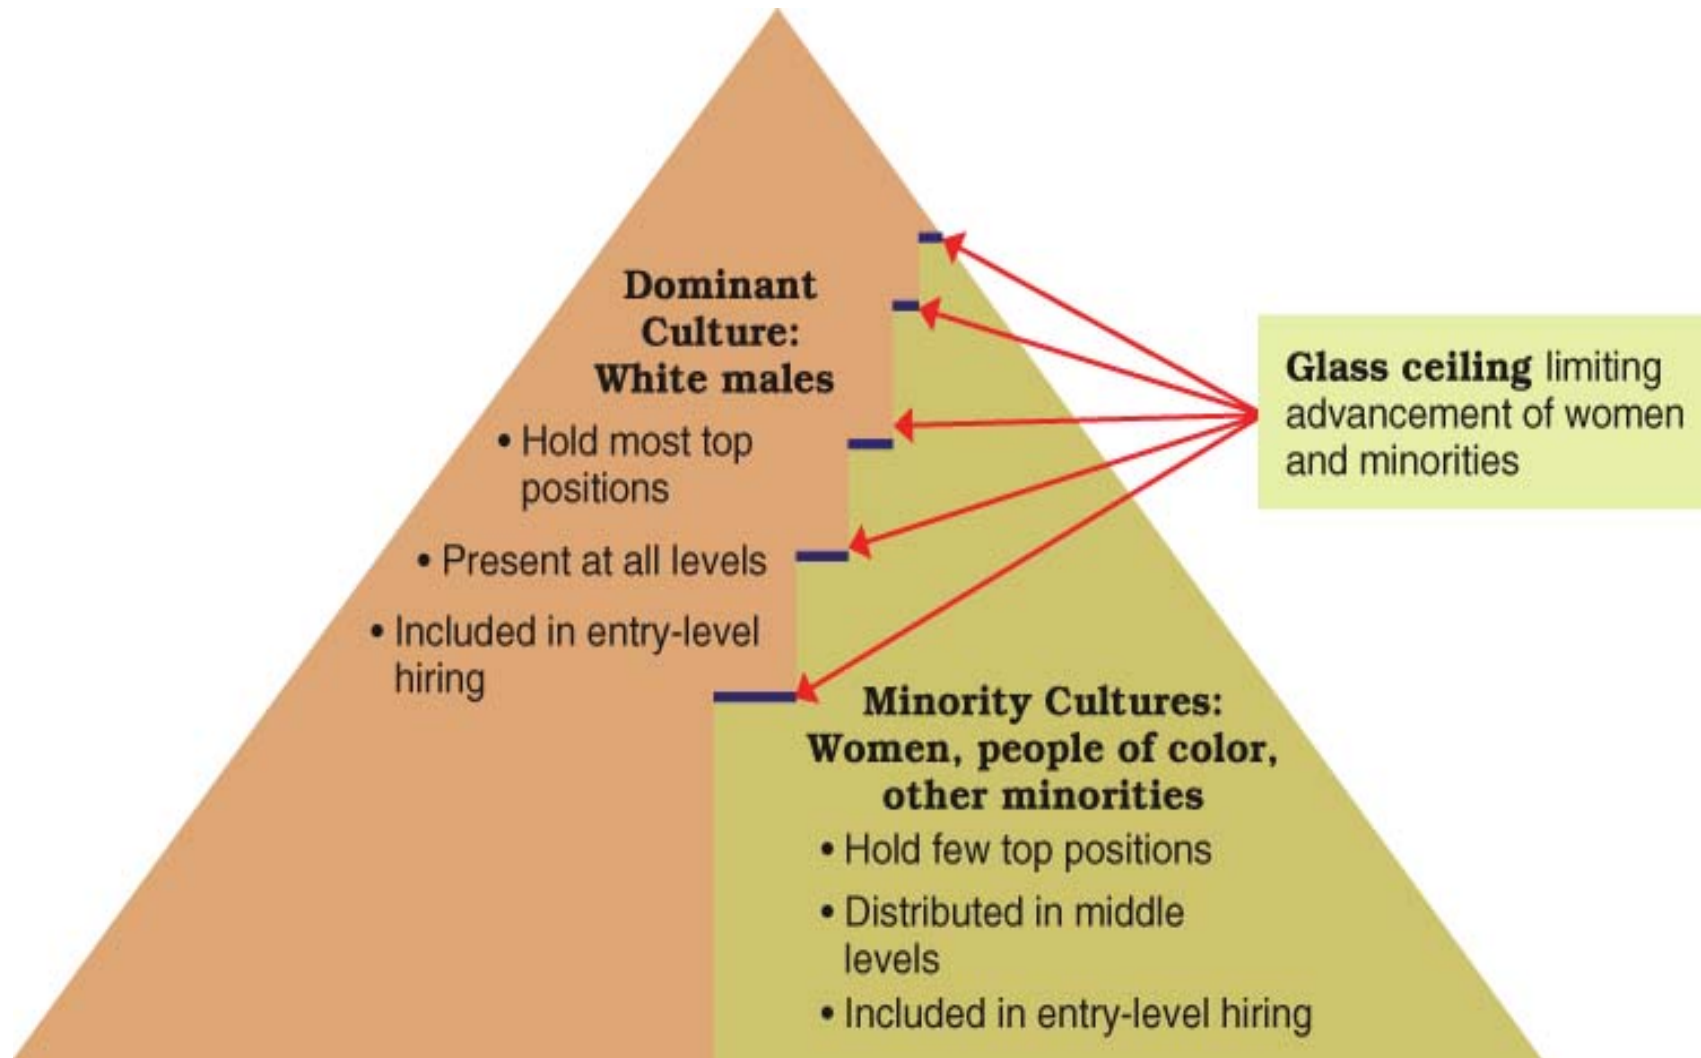 Dominant
Culture:
White males
• Hold most top
positions
• Present at all levels
• Included in entry-level
hiring
Glass ceiling limiting
advancement of women
and minorities
Minority Cultures:
Women, people of color,
other minorities
• Hold few top positions
• Distributed in middle
levels
• Included in entry-level hiring